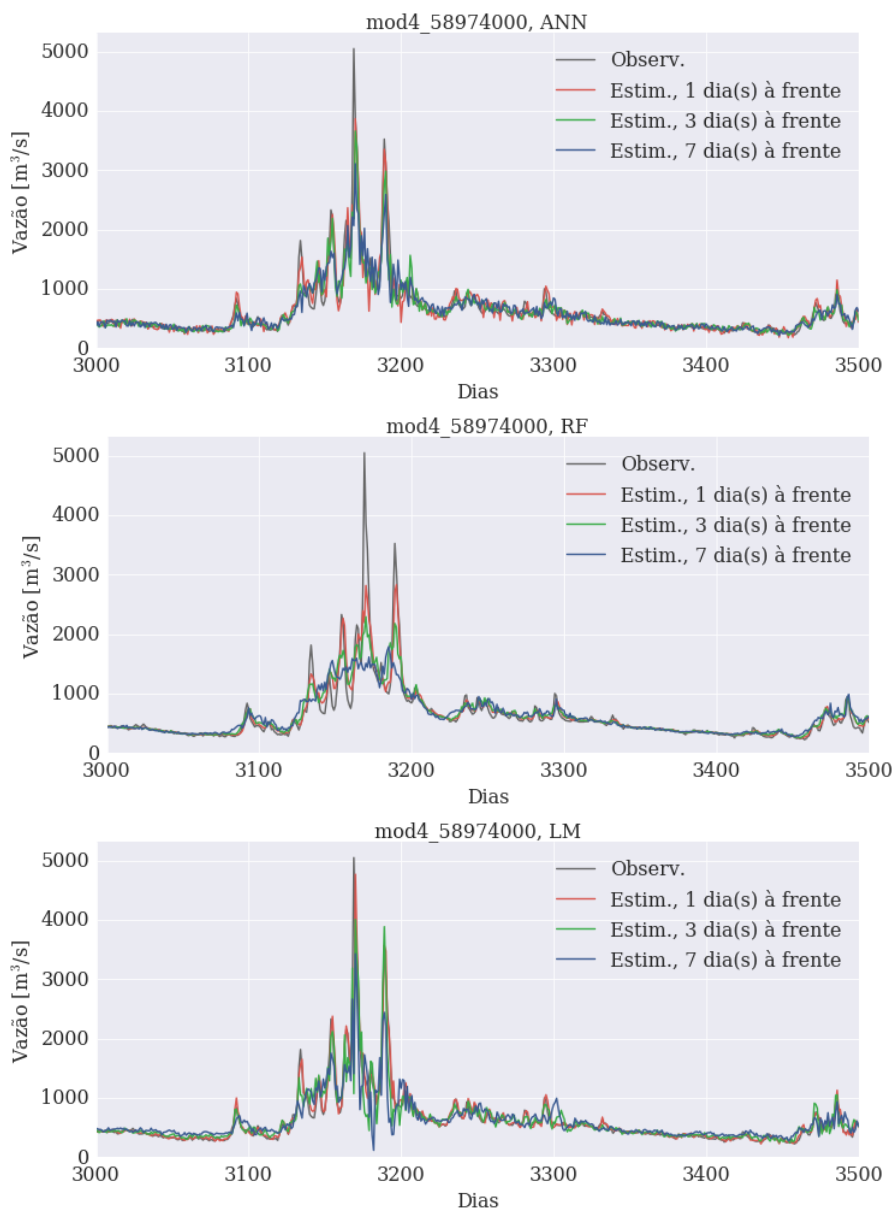 mod4_58974000, ANN
5000
4000
3000
2000
1000
0
Vazão [m³/s]
Observ.
Estim., 1 dia(s) à frente
Estim., 3 dia(s) à frente
Estim., 7 dia(s) à frente
3000 3100 3200 3300 3400 3500
Dias
mod4_58974000, RF
5000
4000
3000
2000
1000
0
Vazão [m³/s]
Observ.
Estim., 1 dia(s) à frente
Estim., 3 dia(s) à frente
Estim., 7 dia(s) à frente
3000 3100 3200 3300 3400 3500
Dias
mod4_58974000, LM
5000
4000
3000
2000
1000
0
Vazão [m³/s]
Observ.
Estim., 1 dia(s) à frente
Estim., 3 dia(s) à frente
Estim., 7 dia(s) à frente
3000 3100 3200 3300 3400 3500
Dias